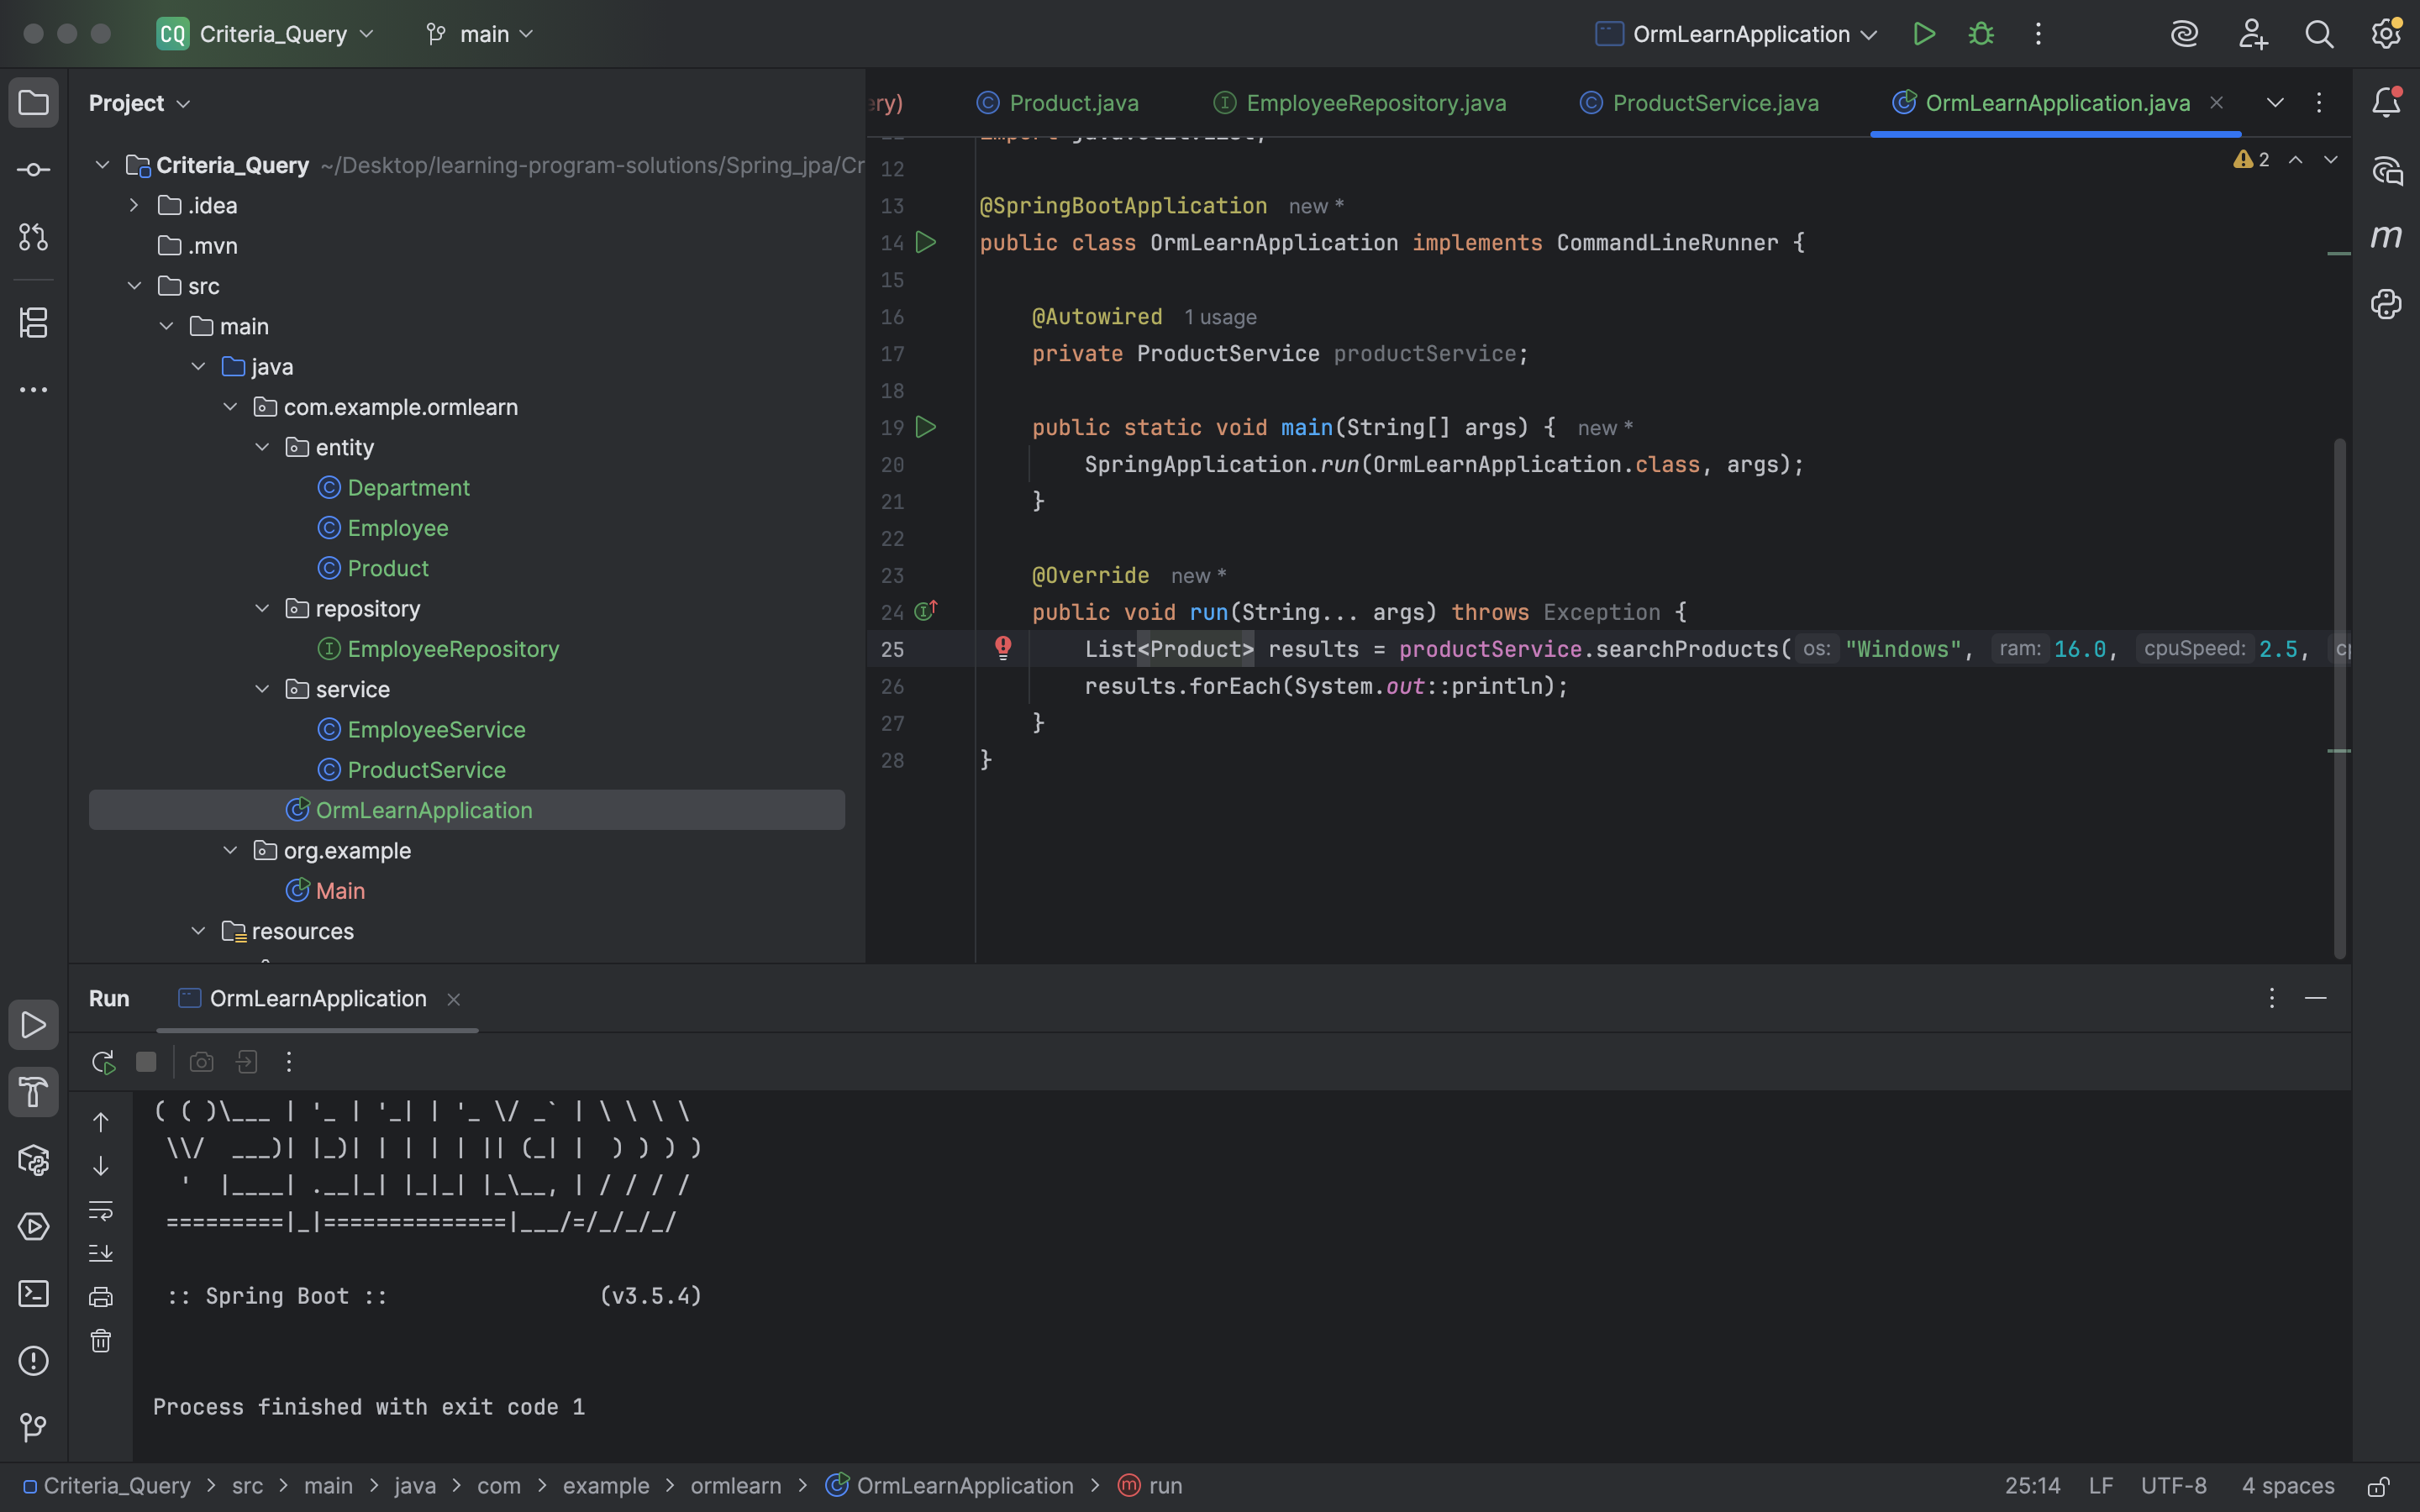 CQ Criteria_Query main OrmLearnApplication
Project
Criteria_Query ~/Desktop/learning-program-solutions/Spring_jpa/Cr
.idea
.mvn
src
main
java
com.example.ormlearn
entity
Department
Employee
Product
repository
EmployeeRepository
service
EmployeeService
ProductService
OrmLearnApplication
org.example
Main
resources
ery) Product.java EmployeeRepository.java ProductService.java OrmLearnApplication.java
2
12
13 @SpringBootApplication new *
14 public class OrmLearnApplication implements CommandLineRunner {
15
16 @Autowired 1 usage
17 private ProductService productService;
18
19 public static void main(String[] args) { new *
20 SpringApplication.run(OrmLearnApplication.class, args);
21 }
22
23 @Override new *
24 public void run(String... args) throws Exception {
25 List<Product> results = productService.searchProducts( os: "Windows", ram: 16.0, cpuSpeed: 2.5, cp
26 results.forEach(System.out::println);
27 }
28 }
Run OrmLearnApplication
( ( )\___ | '_ | '_| | '_ \/ _` | \ \ \ \
 \\/  ___)| |_)| | | | | || (_| |  ) ) ) )
  '  |____| .__|_| |_|_| |_\__, | / / / /
 =========|_|==============|___/=/_/_/_/
:: Spring Boot :: (v3.5.4)
Process finished with exit code 1
Criteria_Query > src > main > java > com > example > ormlearn > OrmLearnApplication > run 25:14 LF UTF-8 4 spaces